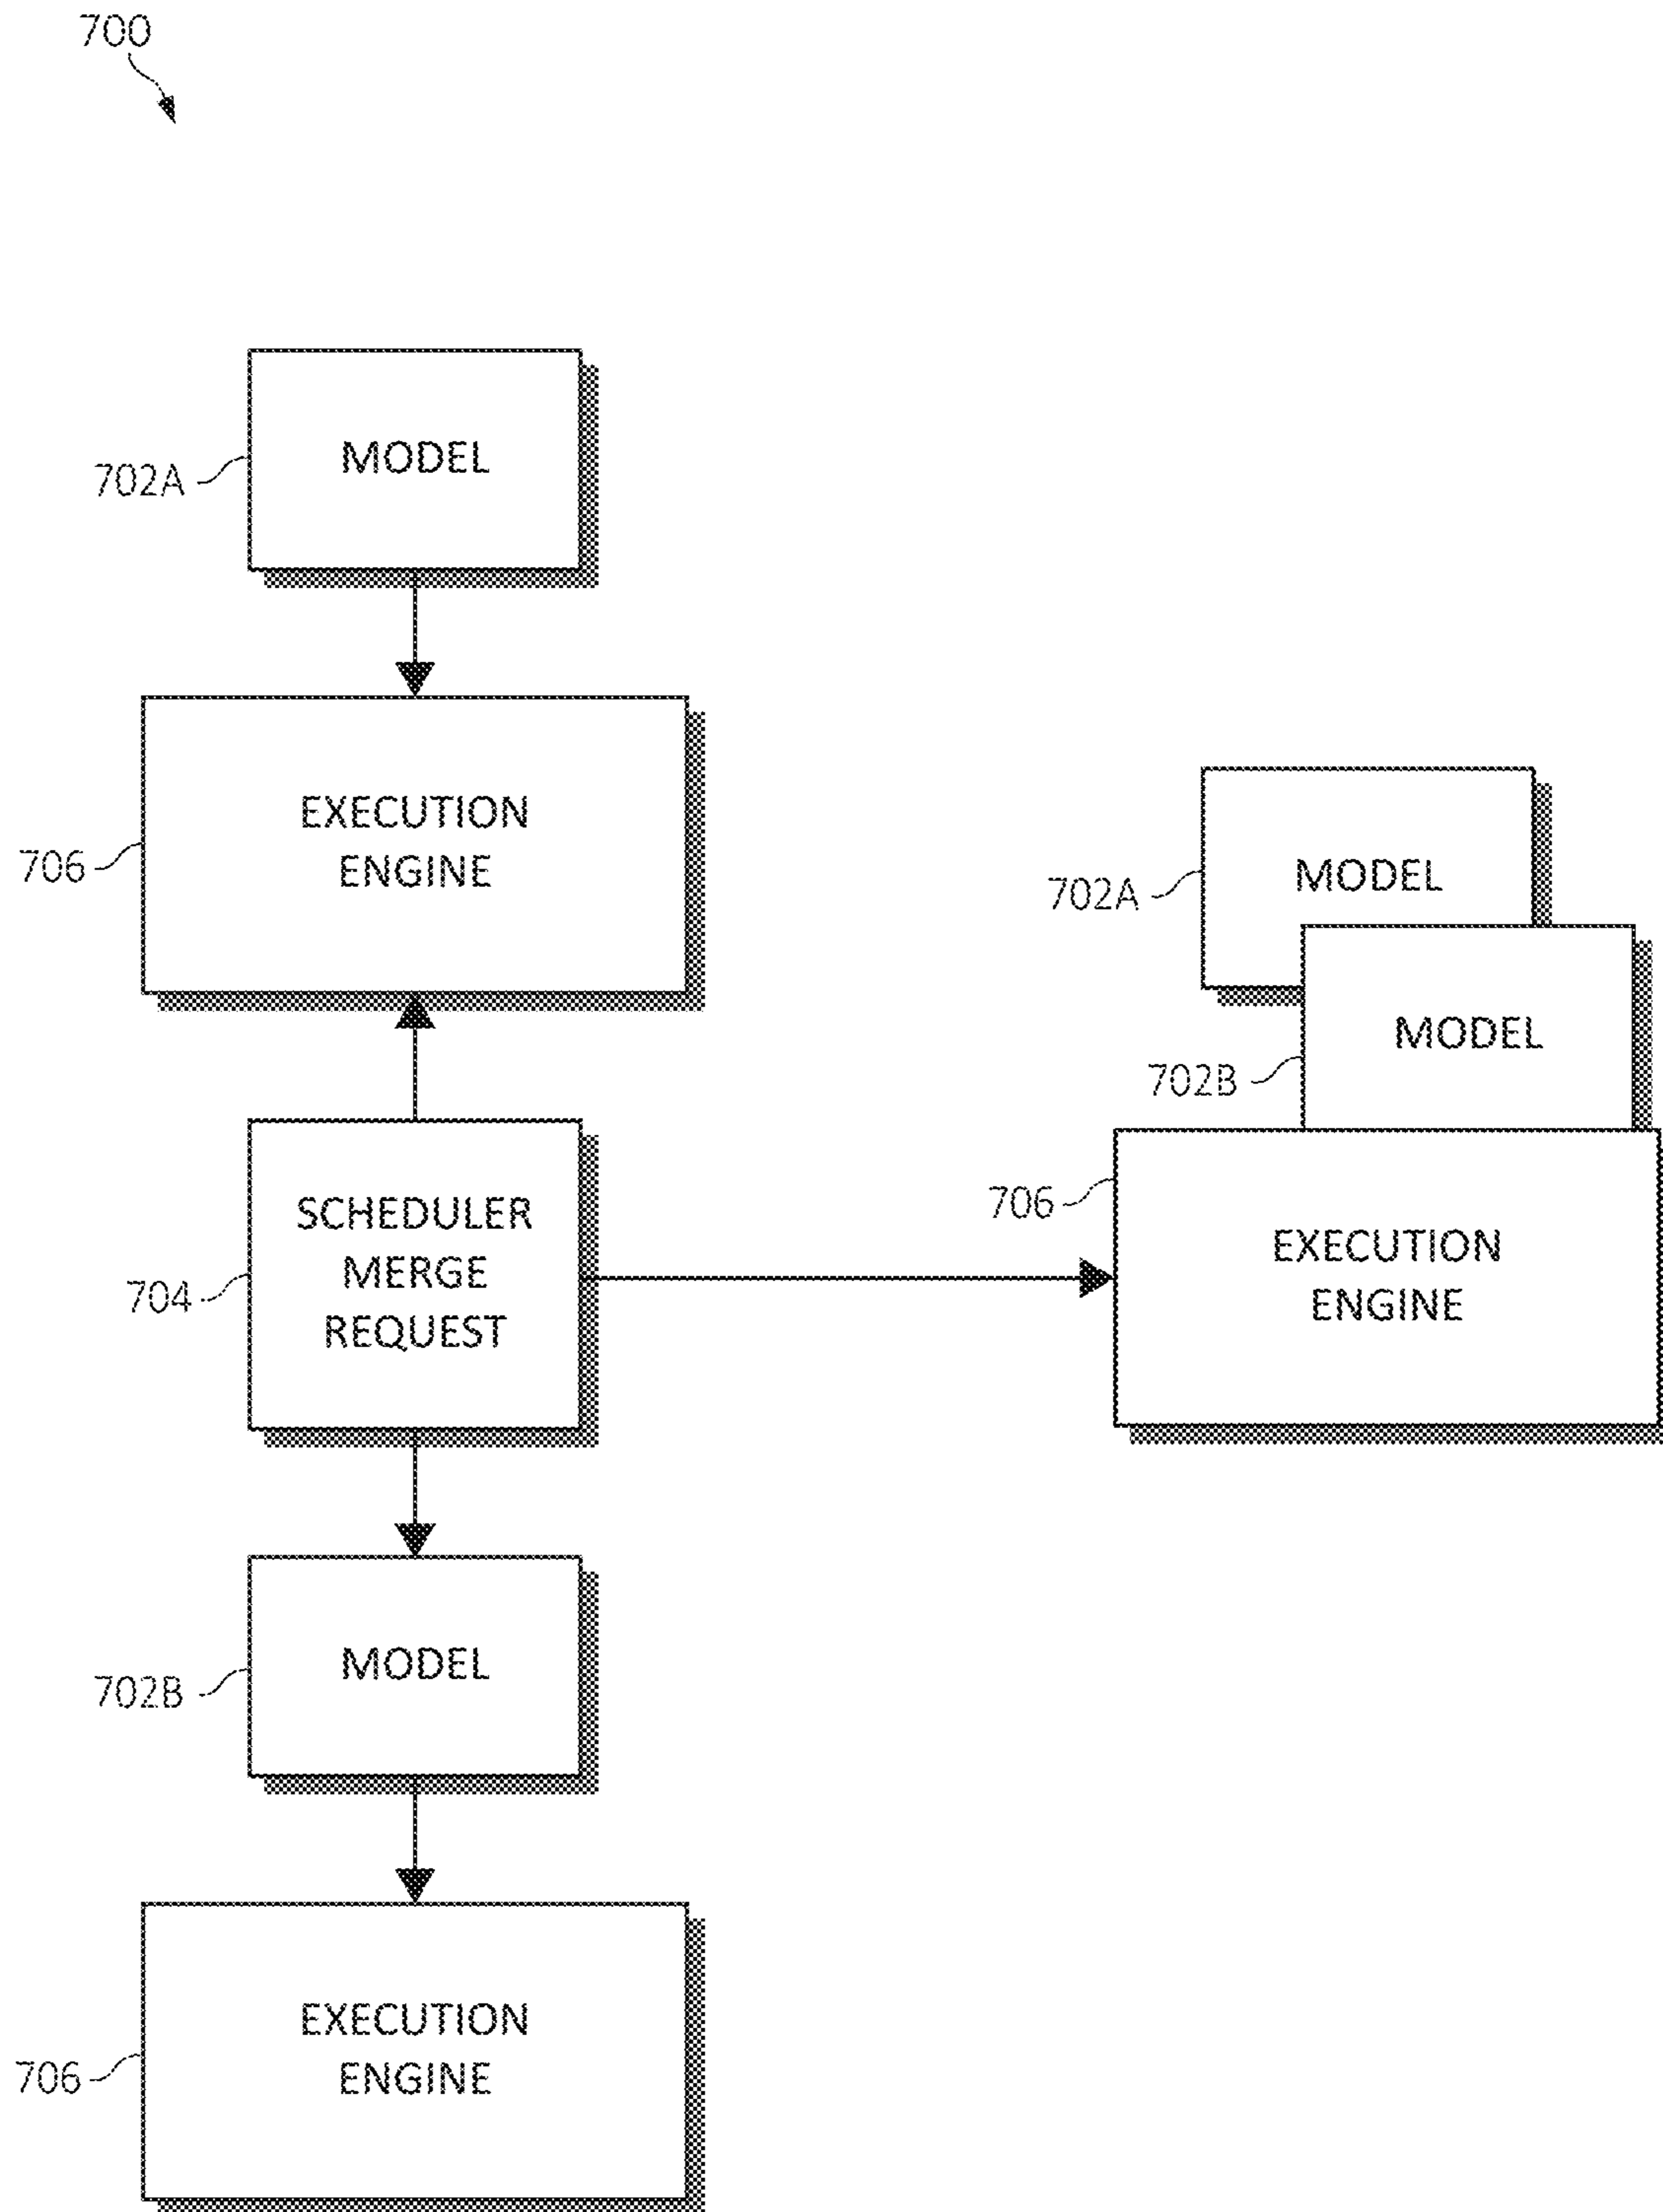 700
702A
MODEL
706
EXECUTION
ENGINE
704
SCHEDULER
MERGE
REQUEST
702B
MODEL
706
EXECUTION
ENGINE
702A
MODEL
702B
MODEL
706
EXECUTION
ENGINE